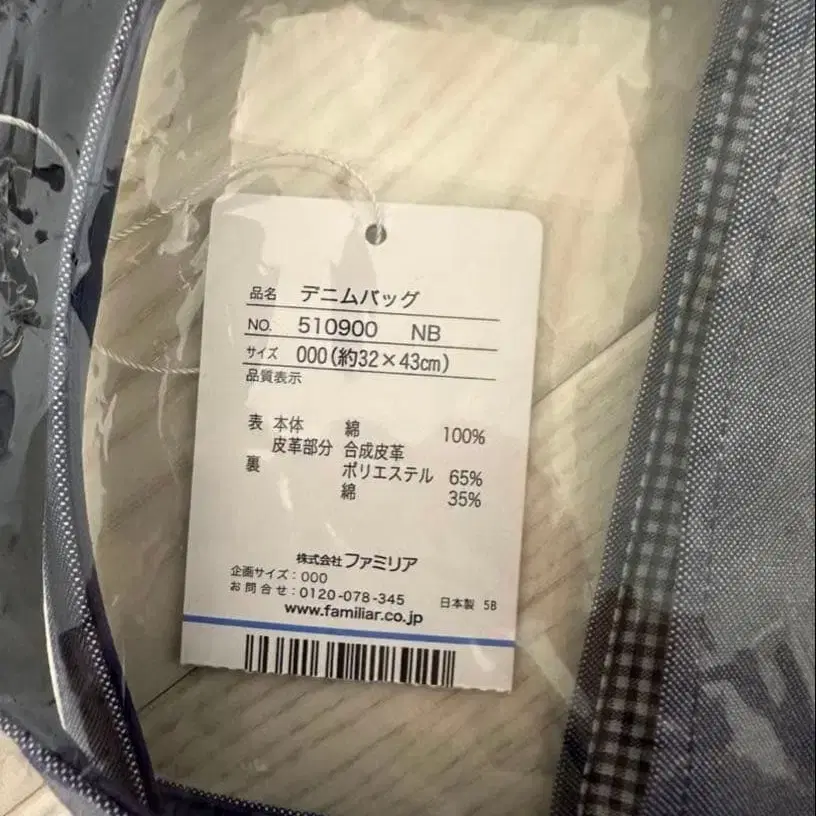 品名 デニムバッグ
NO. 510900 NB
サイズ 000(約32×43cm)
品質表示
表 本体 綿 100%
皮革部分 合成皮革
裏 ポリエステル 65%
綿 35%
株式会社ファミリア
企画サイズ:000
お問合せ:0120-078-345 日本製 5B
www.familiar.co.jp